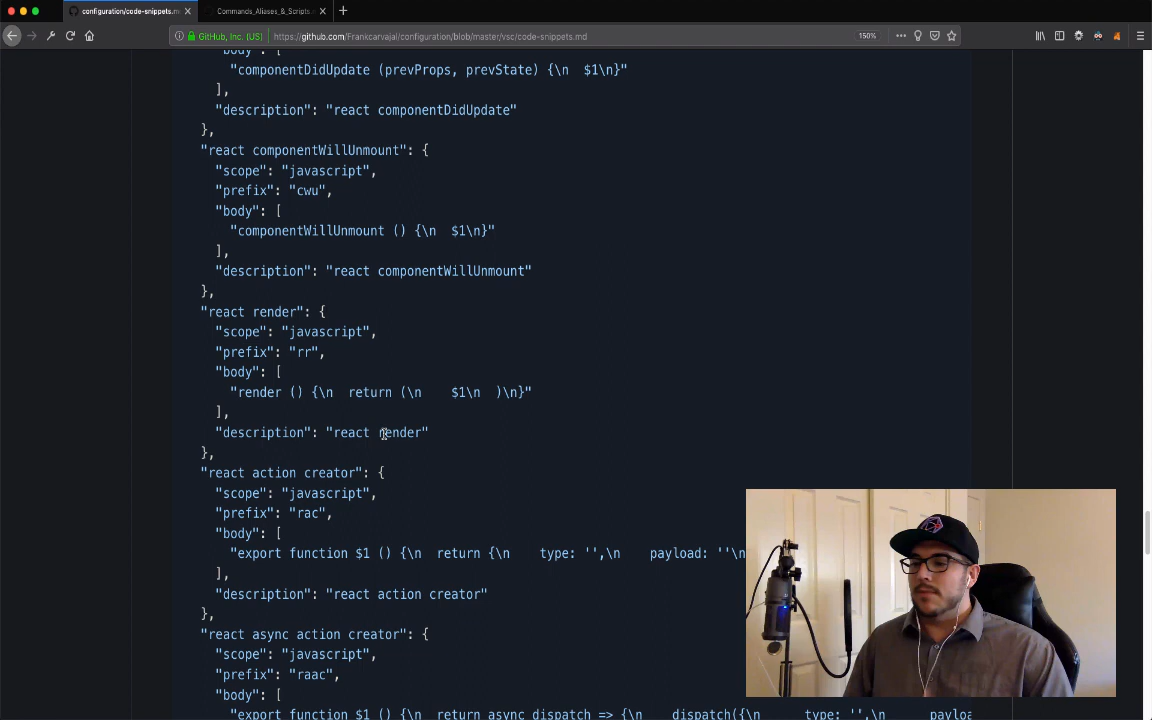 configuration/code-snippets.md
Commands_Aliases_&_Scripts.
GitHub, Inc. (US)
https://github.com/Frankcarvajal/configuration/blob/master/vsc/code-snippets.md
150%
"body": [
"componentDidUpdate (prevProps, prevState) {\n  $1\n}"
],
"description": "react componentDidUpdate"
},
"react componentWillUnmount": {
"scope": "javascript",
"prefix": "cwu",
"body": [
"componentWillUnmount () {\n  $1\n}"
],
"description": "react componentWillUnmount"
},
"react render": {
"scope": "javascript",
"prefix": "rr",
"body": [
"render () {\n  return (\n    $1\n  )\n}"
],
"description": "react render"
},
"react action creator": {
"scope": "javascript",
"prefix": "rac",
"body": [
"export function $1 () {\n  return {\n    type: '',\n    payload: ''\n
],
"description": "react action creator"
},
"react async action creator": {
"scope": "javascript",
"prefix": "raac",
"body": [
"export function $1 () {\n  return async dispatch => {\n    dispatch({\n      type: '',\n      payloa